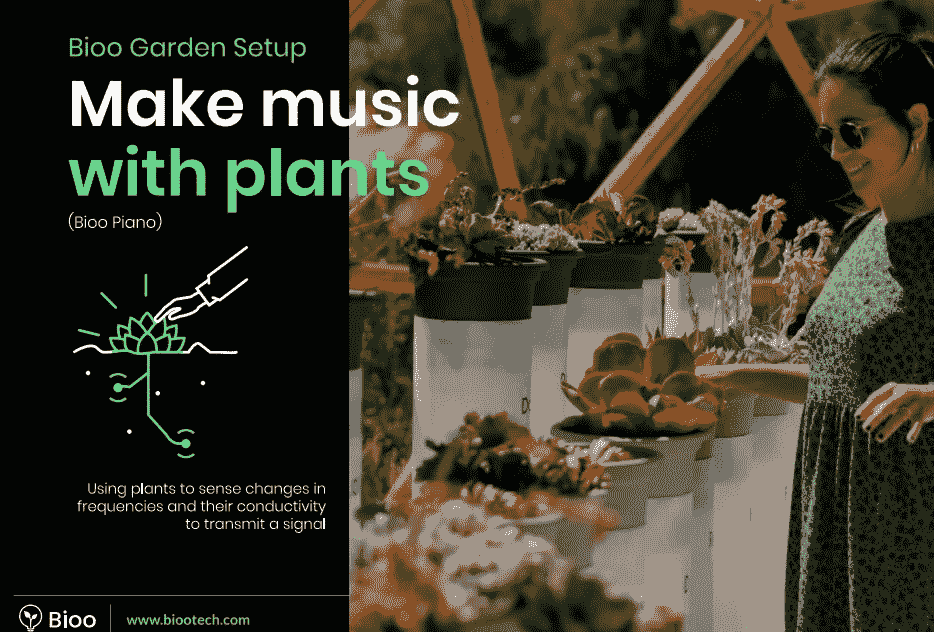 Bioo Garden Setup
Make music
with plants
(Bioo Piano)
Using plants to sense changes in
frequencies and their conductivity
to transmit a signal
Bioo
www.biootech.com